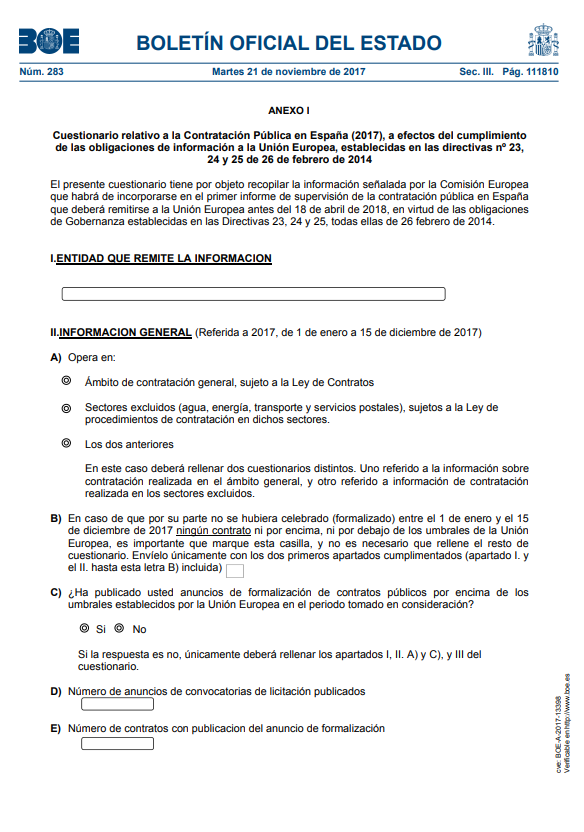 BOE
BOLETÍN OFICIAL DEL ESTADO
Núm. 283 Martes 21 de noviembre de 2017 Sec. III. Pág. 111810
ANEXO I
Cuestionario relativo a la Contratación Pública en España (2017), a efectos del cumplimiento
de las obligaciones de información a la Unión Europea, establecidas en las directivas nº 23,
24 y 25 de 26 de febrero de 2014
El presente cuestionario tiene por objeto recopilar la información señalada por la Comisión Europea
que habrá de incorporarse en el primer informe de supervisión de la contratación pública en España
que deberá remitirse a la Unión Europea antes del 18 de abril de 2018, en virtud de las obligaciones
de Gobernanza establecidas en las Directivas 23, 24 y 25, todas ellas de 26 de febrero de 2014.
I.ENTIDAD QUE REMITE LA INFORMACION
II.INFORMACION GENERAL (Referida a 2017, de 1 de enero a 15 de diciembre de 2017)
A) Opera en:
Ámbito de contratación general, sujeto a la Ley de Contratos
Sectores excluidos (agua, energía, transporte y servicios postales), sujetos a la Ley de
procedimientos de contratación en dichos sectores.
Los dos anteriores
En este caso deberá rellenar dos cuestionarios distintos. Uno referido a la información sobre
contratación realizada en el ámbito general, y otro referido a información de contratación
realizada en los sectores excluidos.
B) En caso de que por su parte no se hubiera celebrado (formalizado) entre el 1 de enero y el 15
de diciembre de 2017 ningún contrato ni por encima, ni por debajo de los umbrales de la Unión
Europea, es importante que marque esta casilla, y no es necesario que rellene el resto de
cuestionario. Envíelo únicamente con los dos primeros apartados cumplimentados (apartado I. y
el II. hasta esta letra B) incluida)
C) ¿Ha publicado usted anuncios de formalización de contratos públicos por encima de los
umbrales establecidos por la Unión Europea en el periodo tomado en consideración?
Si No
Si la respuesta es no, únicamente deberá rellenar los apartados I, II. A) y C), y III del
cuestionario.
D) Número de anuncios de convocatorias de licitación publicados
E) Número de contratos con publicacion del anuncio de formalización
cve: BOE-A-2017-13398
Verificable en http://www.boe.es